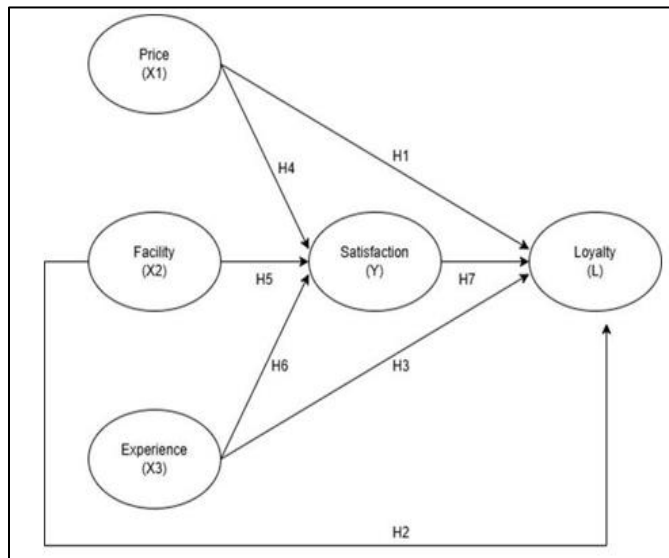 Price
(X1)
H1
H4
Facility
(X2)
H5
Satisfaction
(Y)
H7
Loyalty
(L)
H6
H3
Experience
(X3)
H2